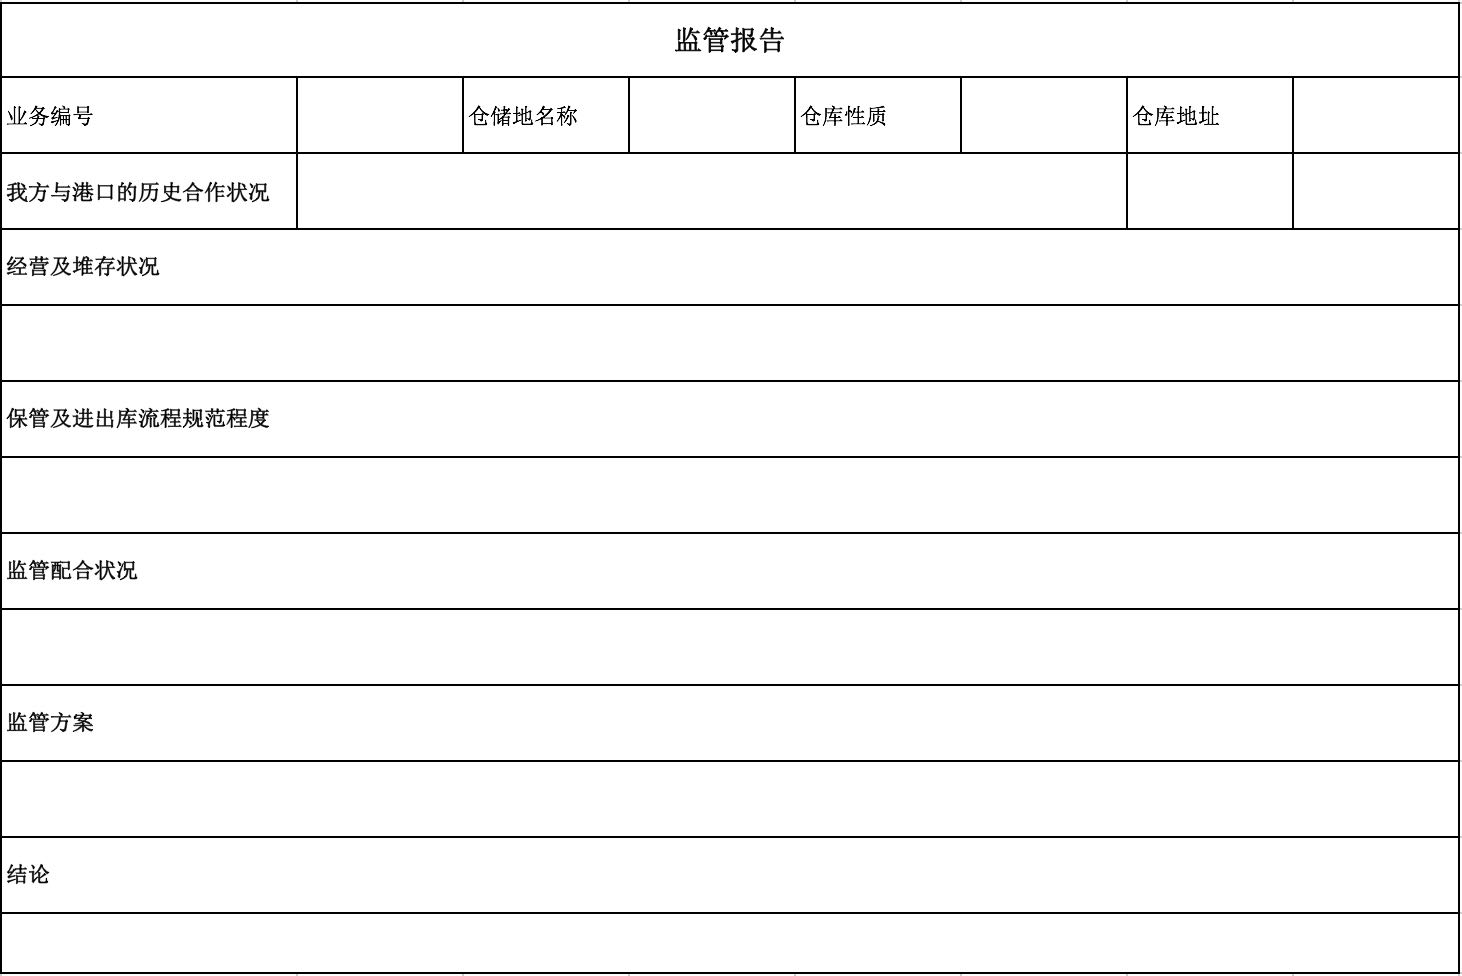 监管报告
业务编号 仓储地名称 仓库性质 仓库地址
我方与港口的历史合作状况
经营及堆存状况
保管及进出库流程规范程度
监管配合状况
监管方案
结论